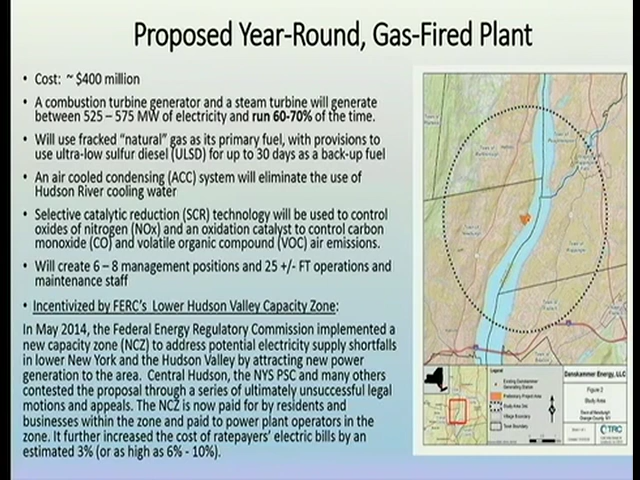 Proposed Year-Round, Gas-Fired Plant
• Cost: ~ $400 million
• A combustion turbine generator and a steam turbine will generate
between 525 – 575 MW of electricity and run 60-70% of the time.
• Will use fracked “natural” gas as its primary fuel, with provisions to
use ultra-low sulfur diesel (ULSD) for up to 30 days as a back-up fuel
• An air cooled condensing (ACC) system will eliminate the use of
Hudson River cooling water
• Selective catalytic reduction (SCR) technology will be used to control
oxides of nitrogen (NOx) and an oxidation catalyst to control carbon
monoxide (CO) and volatile organic compound (VOC) air emissions.
• Will create 6 – 8 management positions and 25 +/- FT operations and
maintenance staff
• Incentivized by FERC’s Lower Hudson Valley Capacity Zone:
In May 2014, the Federal Energy Regulatory Commission implemented a
new capacity zone (NCZ) to address potential electricity supply shortfalls
in lower New York and the Hudson Valley by attracting new power
generation to the area. Central Hudson, the NYS PSC and many others
contested the proposal through a series of ultimately unsuccessful legal
motions and appeals. The NCZ is now paid for by residents and
businesses within the zone and paid to power plant operators in the
zone. It further increased the cost of ratepayers’ electric bills by an
estimated 3% (or as high as 6% - 10%).
Legend
Danskammer Energy, LLC
Figure 2
Study Area
Town of Newburgh
TRC